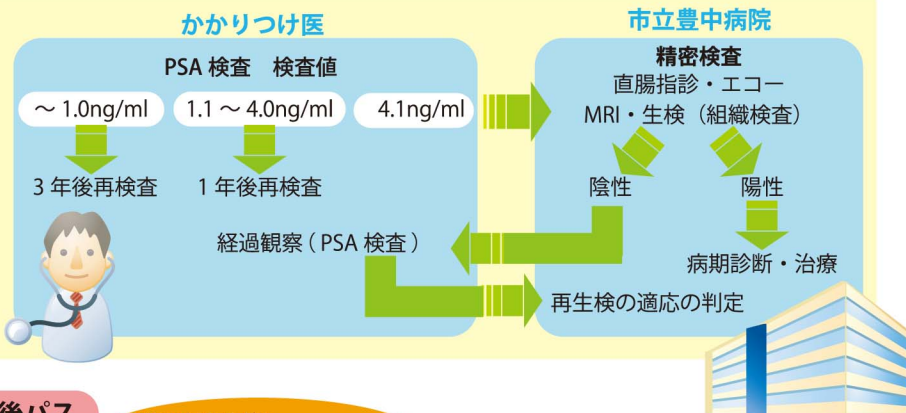 かかりつけ医
PSA 検査　検査値
～ 1.0ng/ml
1.1 ～ 4.0ng/ml
4.1ng/ml
3 年後再検査
1 年後再検査
経過観察 ( PSA 検査 )
市立豊中病院
精密検査
直腸指診・エコー
MRI・生検（組織検査）
陰性
陽性
病期診断・治療
再生検の適応の判定
後パス